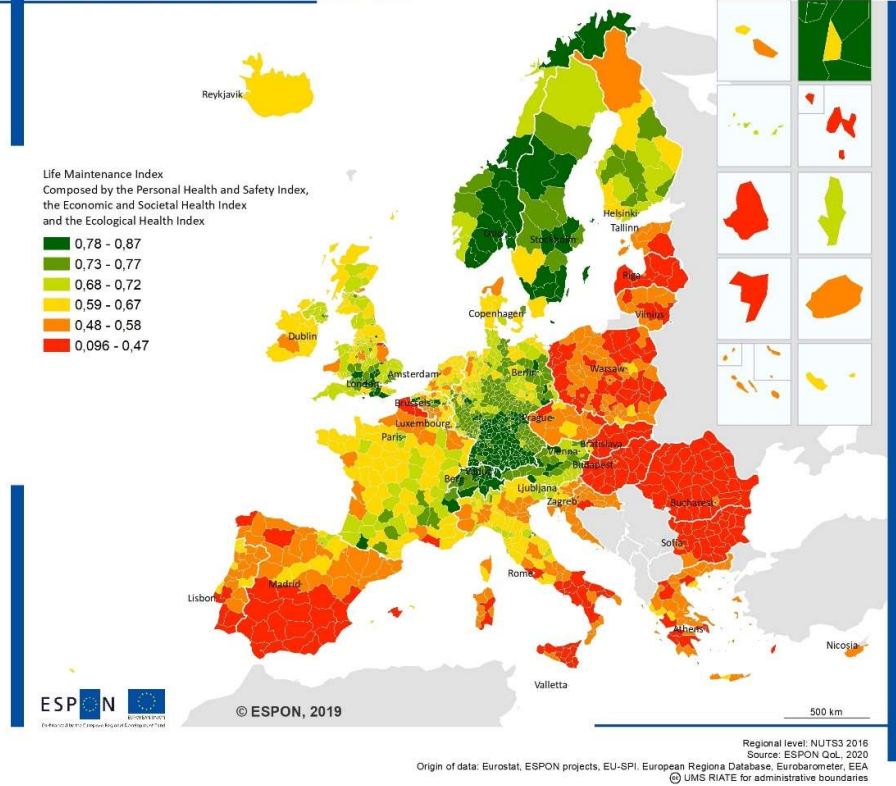 Reykjavik
Life Maintenance Index
Composed by the Personal Health and Safety Index,
the Economic and Societal Health Index
and the Ecological Health Index
0,78 - 0,87
0,73 - 0,77
0,68 - 0,72
0,59 - 0,67
0,48 - 0,58
0,096 - 0,47
Helsinki
Tallinn
Oslo
Stockholm
Riga
Copenhagen
Vilnius
Dublin
Amsterdam
Berlin
Warsaw
London
Brussels
Prague
Luxembourg
Paris
Bratislava
Vienna
Budapest
Vaduz
Bern
Ljubljana
Zagreb
Bucharest
Sofia
Rome
Madrid
Lisbon
Athens
Nicosia
Valletta
ESPON
© ESPON, 2019
500 km
Regional level: NUTS3 2016
Source: ESPON QoL, 2020
Origin of data: Eurostat, ESPON projects, EU-SPI. European Regiona Database, Eurobarometer, EEA
UMS RIATE for administrative boundaries